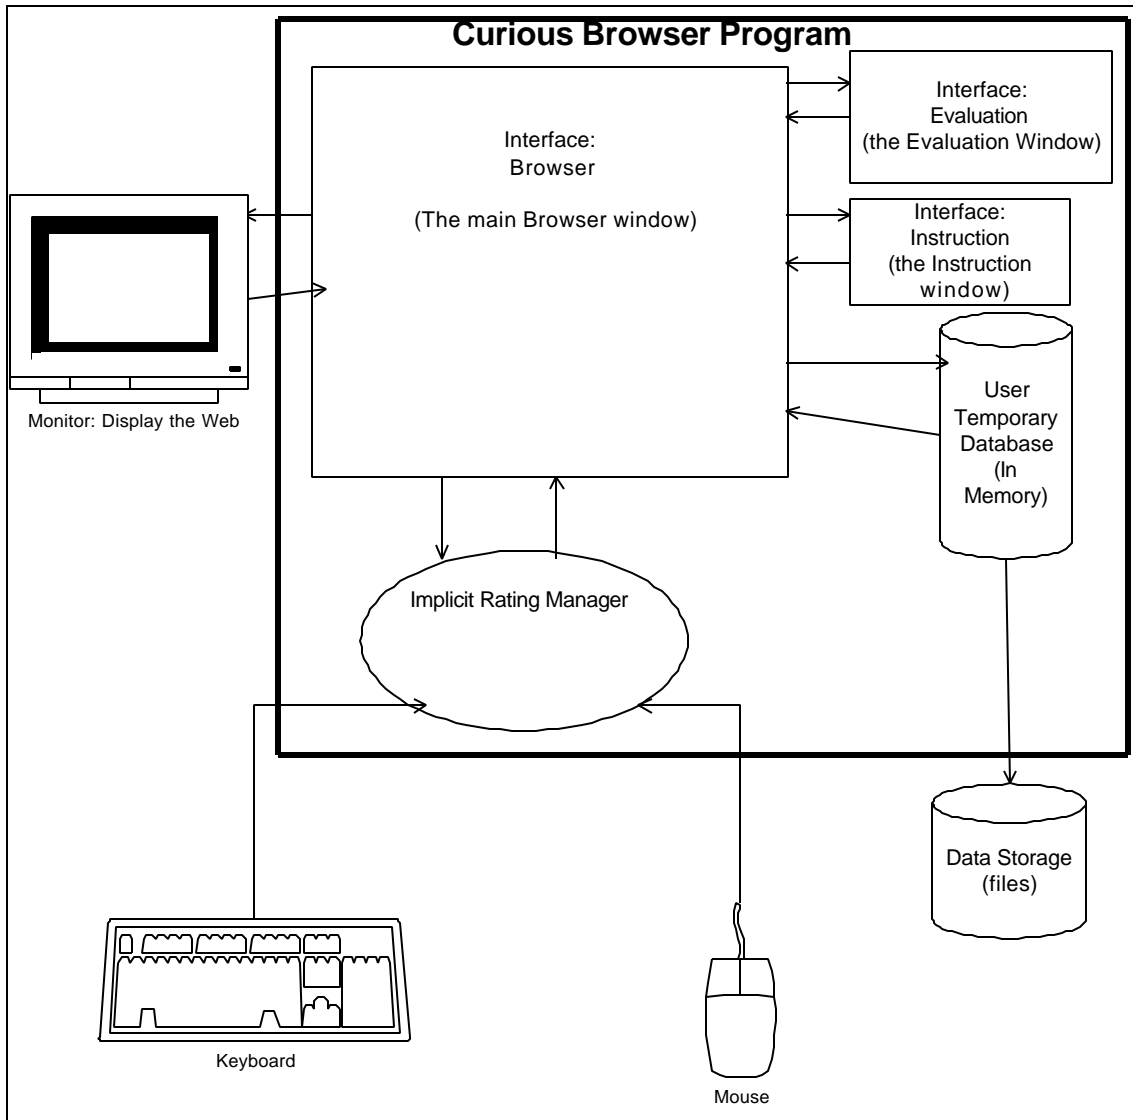 Curious Browser Program
Interface:
Browser
(The main Browser window)
Interface:
Evaluation
(the Evaluation Window)
Interface:
Instruction
(the Instruction
window)
User
Temporary
Database
(In
Memory)
Monitor: Display the Web
Implicit Rating Manager
Data Storage
(files)
Keyboard
Mouse